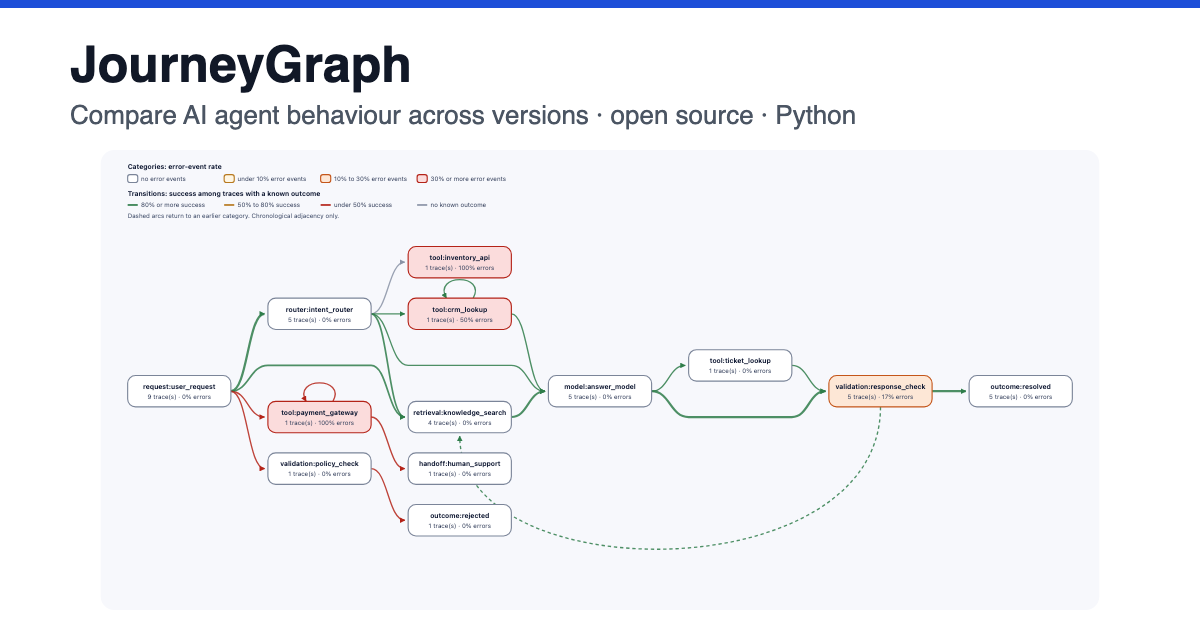 JourneyGraph
Compare AI agent behaviour across versions · open source · Python
Categories: error-event rate
no error events under 10% error events 10% to 30% error events 30% or more error events
Transitions: success among traces with a known outcome
80% or more success 50% to 80% success under 50% success no known outcome
Dashed arcs return to an earlier category. Chronological adjacency only.
tool:inventory_api
1 trace(s) · 100% errors
router:intent_router
5 trace(s) · 0% errors
tool:crm_lookup
1 trace(s) · 50% errors
tool:ticket_lookup
1 trace(s) · 0% errors
request:user_request
9 trace(s) · 0% errors
model:answer_model
5 trace(s) · 0% errors
validation:response_check
5 trace(s) · 17% errors
outcome:resolved
5 trace(s) · 0% errors
tool:payment_gateway
1 trace(s) · 100% errors
retrieval:knowledge_search
4 trace(s) · 0% errors
validation:policy_check
1 trace(s) · 0% errors
handoff:human_support
1 trace(s) · 0% errors
outcome:rejected
1 trace(s) · 0% errors